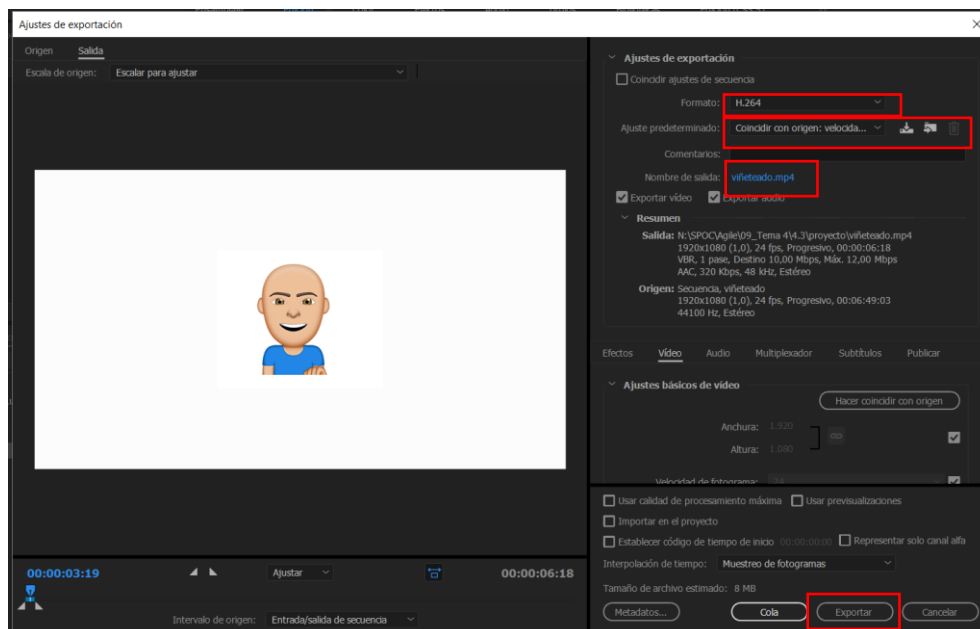 Ajustes de exportación
Origen Salida
Escala de origen: Escalar para ajustar
Ajustes de exportación
Coincidir ajustes de secuencia
Formato: H.264
Ajuste predeterminado: Coincidir con origen: velocida...
Comentarios:
Nombre de salida: viñeteado.mp4
Exportar vídeo Exportar audio
Resumen
Salida: N:\SPOC\Agile\09_Tema 4\4.3\proyecto\viñeteado.mp4
1920x1080 (1,0), 24 fps, Progresivo, 00:00:06:18
VBR, 1 pase, Destino 10,00 Mbps, Máx. 12,00 Mbps
AAC, 320 Kbps, 48 kHz, Estéreo
Origen: Secuencia, viñeteado
1920x1080 (1,0), 24 fps, Progresivo, 00:06:49:03
44100 Hz, Estéreo
Efectos Vídeo Audio Multiplexador Subtítulos Publicar
Ajustes básicos de vídeo
Hacer coincidir con origen
Anchura: 1.920
Altura: 1.080
Velocidad de fotograma: 24
Usar calidad de procesamiento máxima Usar previsualizaciones
Importar en el proyecto
Establecer código de tiempo de inicio 00:00:00:00 Representar solo canal alfa
Interpolación de tiempo: Muestreo de fotogramas
Tamaño de archivo estimado: 8 MB
Metadatos... Cola Exportar Cancelar
00:00:03:19 Ajustar 00:00:06:18
Intervalo de origen: Entrada/salida de secuencia